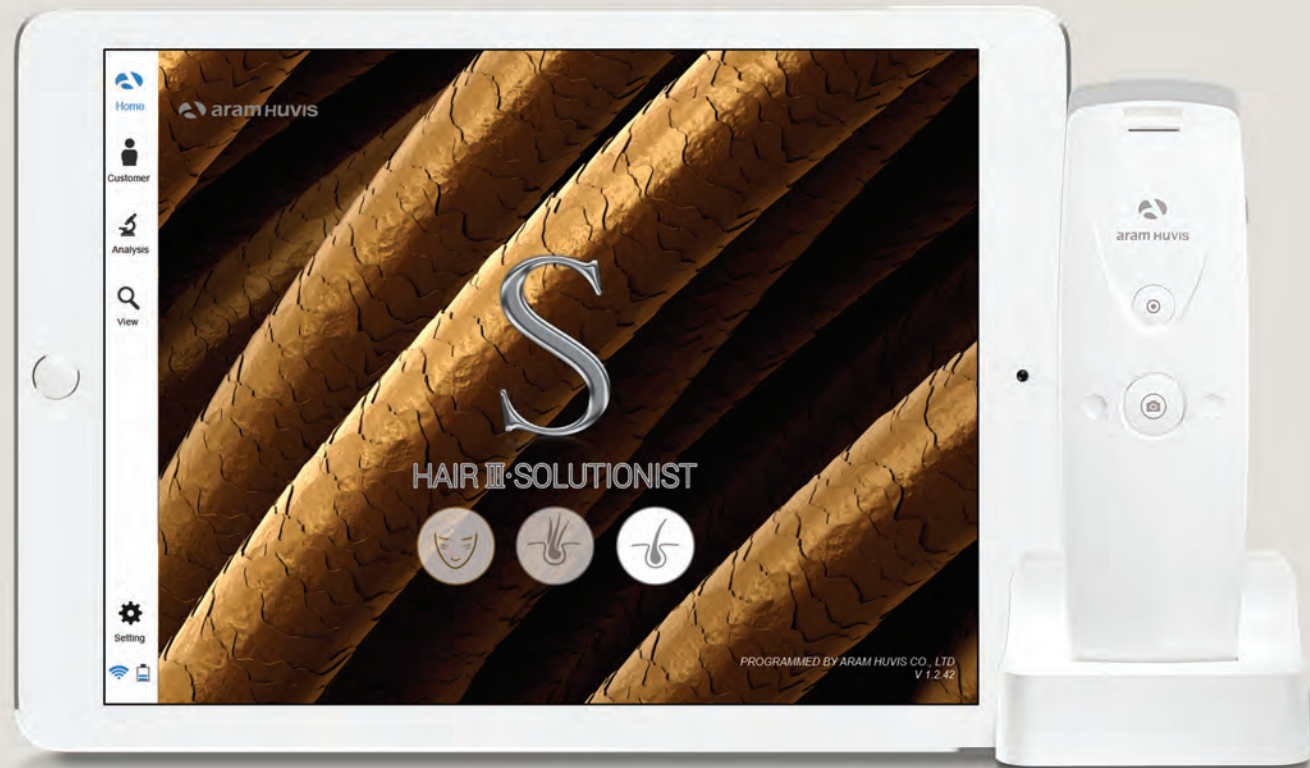 Home
aram HUVIS
Customer
Analysis
View
S
HAIR Ⅲ·SOLUTIONIST
Setting
PROGRAMMED BY ARAM HUVIS CO., LTD
V 1.2.42
aram HUVIS